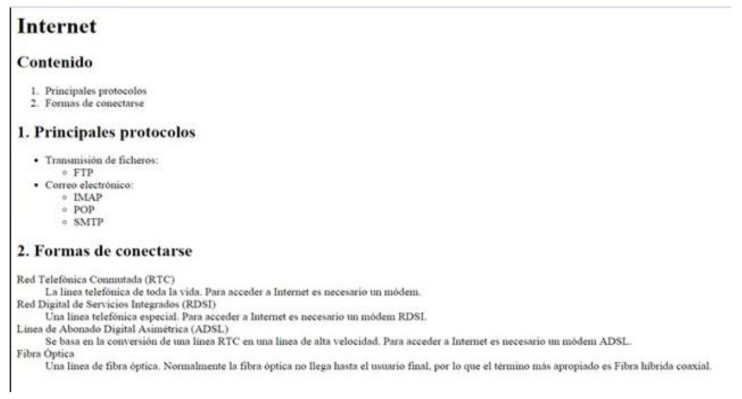 Internet
Contenido
1. Principales protocolos
2. Formas de conectarse
1. Principales protocolos
• Transmisión de ficheros:
◦ FTP
• Correo electrónico:
◦ IMAP
◦ POP
◦ SMTP
2. Formas de conectarse
Red Telefónica Conmutada (RTC)
La línea telefónica de toda la vida. Para acceder a Internet es necesario un módem.
Red Digital de Servicios Integrados (RDSI)
Una línea telefónica especial. Para acceder a Internet es necesario un módem RDSI.
Línea de Abonado Digital Asimétrica (ADSL)
Se basa en la conversión de una línea RTC en una línea de alta velocidad. Para acceder a Internet es necesario un módem ADSL.
Fibra Óptica
Una línea de fibra óptica. Normalmente la fibra óptica no llega hasta el usuario final, por lo que el término más apropiado es Fibra híbrida coaxial.